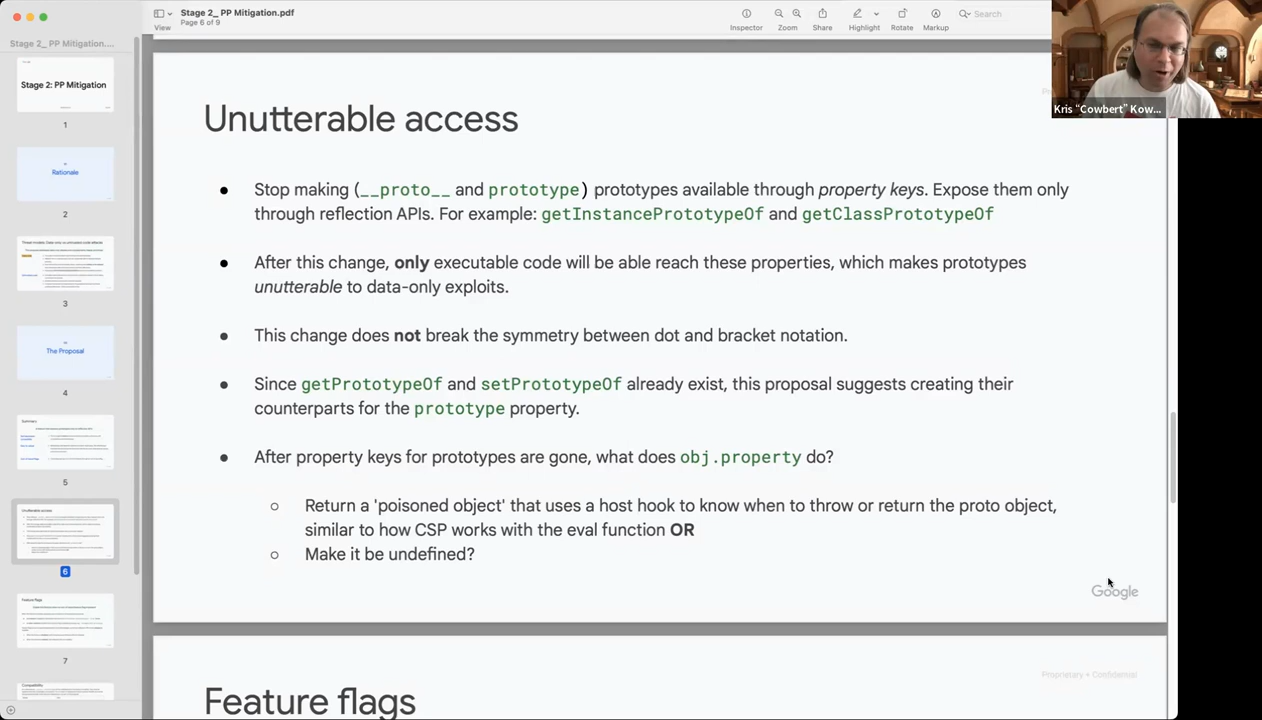 Stage 2_ PP Mitigation.pdf
Page 6 of 9
View
Inspector
Zoom
Share
Highlight
Rotate
Markup
Search
Stage 2_ PP Mitigation....
Stage 2: PP Mitigation
1
Rationale
2
3
The Proposal
4
Summary
5
Unutterable access
6
Feature flags
7
Compatibility
Kris "Cowbert" Kow...
Unutterable access
● Stop making (__proto__ and prototype) prototypes available through property keys. Expose them only
through reflection APIs. For example: getInstancePrototypeOf and getClassPrototypeOf
● After this change, only executable code will be able reach these properties, which makes prototypes
unutterable to data-only exploits.
● This change does not break the symmetry between dot and bracket notation.
● Since getPrototypeOf and setPrototypeOf already exist, this proposal suggests creating their
counterparts for the prototype property.
● After property keys for prototypes are gone, what does obj.property do?
○ Return a 'poisoned object' that uses a host hook to know when to throw or return the proto object,
similar to how CSP works with the eval function OR
○ Make it be undefined?
Google
Proprietary + Confidential
Feature flags